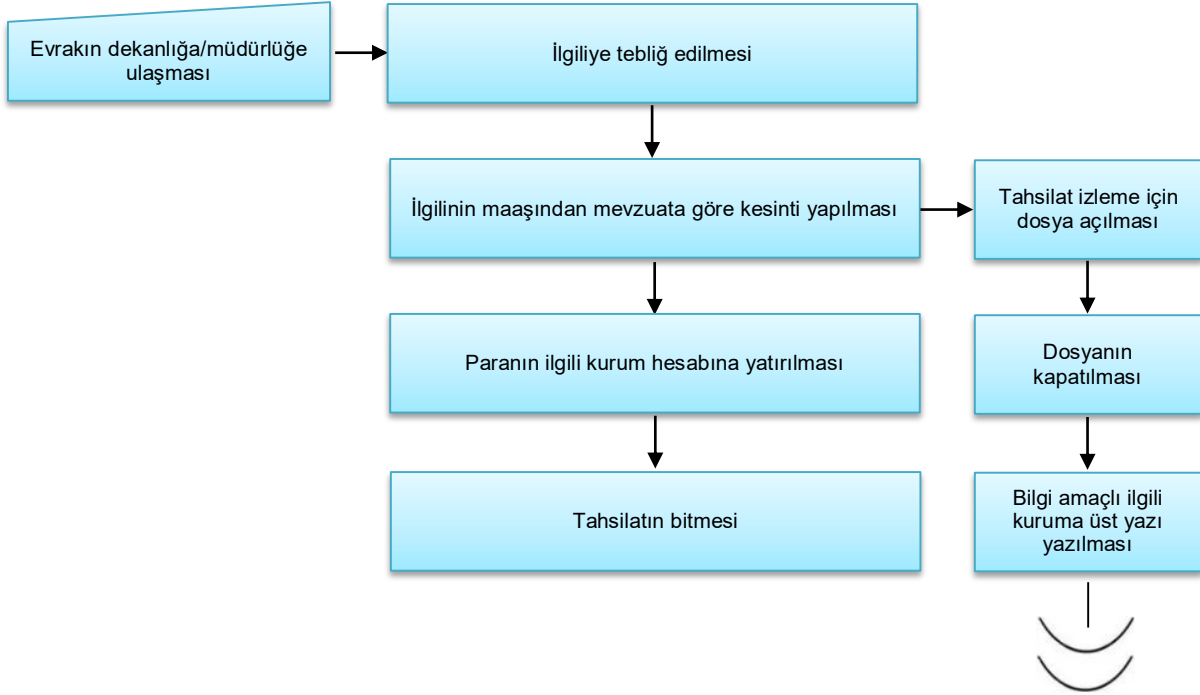 Evrakın dekanlığa/müdürlüğe
ulaşması
İlgiliye tebliğ edilmesi
İlgilinin maaşından mevzuata göre kesinti yapılması
Tahsilat izleme için
dosya açılması
Paranın ilgili kurum hesabına yatırılması
Dosyanın
kapatılması
Tahsilatın bitmesi
Bilgi amaçlı ilgili
kuruma üst yazı
yazılması